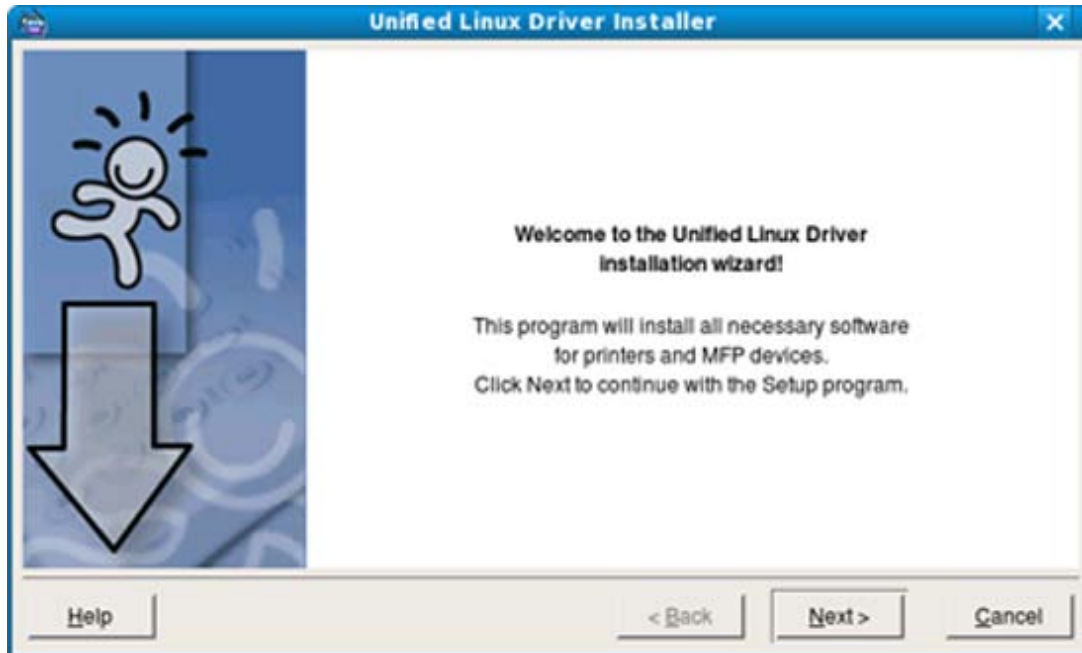 Unified Linux Driver Installer
Welcome to the Unified Linux Driver
installation wizard!
This program will install all necessary software
for printers and MFP devices.
Click Next to continue with the Setup program.
Help
< Back
Next >
Cancel